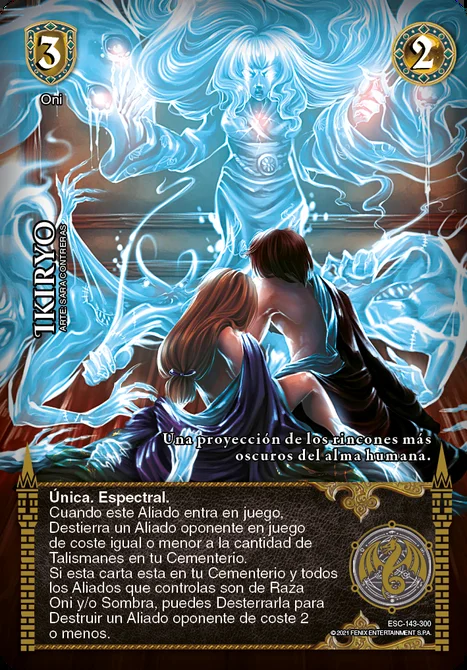 3
2
Oni
IKIRYO
ARTE: SARA CONTRERAS
Una proyección de los rincones más
oscuros del alma humana.
Única. Espectral.
Cuando este Aliado entra en juego,
Destierra un Aliado oponente en juego
de coste igual o menor a la cantidad de
Talismanes en tu Cementerio.
Si esta carta esta en tu Cementerio y todos
los Aliados que controlas son de Raza
Oni y/o Sombra, puedes Desterrarla para
Destruir un Aliado oponente de coste 2
o menos.
ESC-143-300
©2021 FENIX ENTERTAINMENT S.P.A.